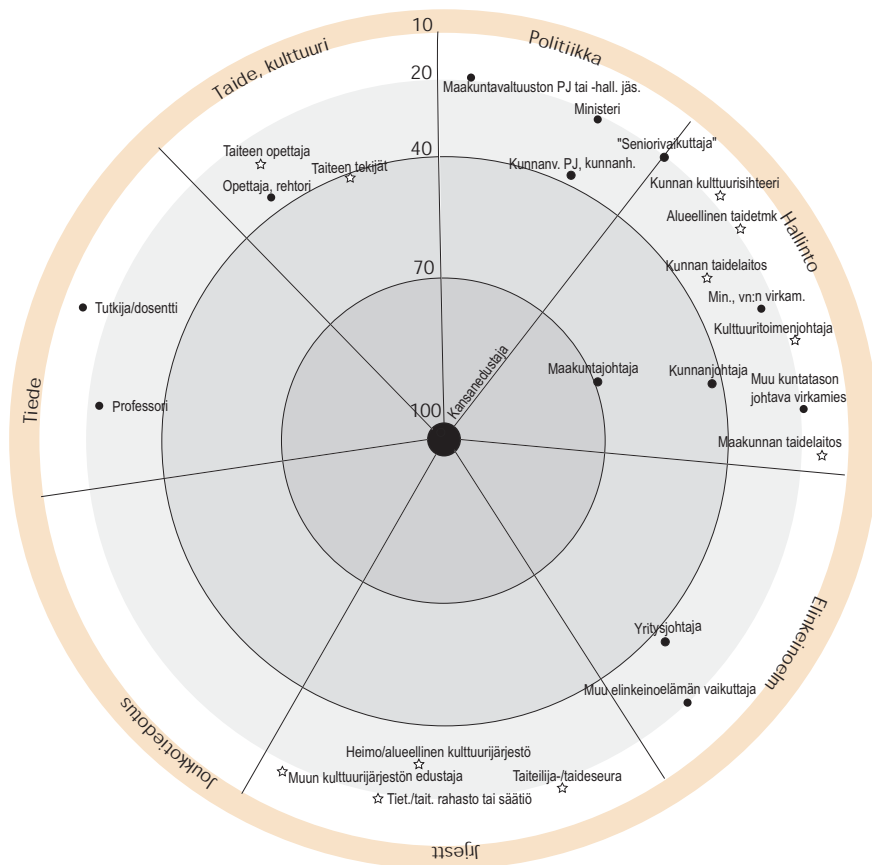 10
Politiikka
Taide, kulttuuri
20
Maakuntavaltuuston PJ tai -hall. jäs.
Ministeri
"Seniorivaikuttaja"
40
Taiteen opettaja
Taiteen tekijät
Kunnanv. PJ, kunnanh.
Opettaja, rehtori
Kunnan kulttuurisihteeri
Alueellinen taidetmk
Hallinto
Kunnan taidelaitos
70
Min., vn:n virkam.
Tutkija/dosentti
Kulttuuritoimenjohtaja
Kansanedustaja
Maakuntajohtaja
Kunnanjohtaja
Muu kuntatason
johtava virkamies
Tiede
Professori
100
Maakunnan taidelaitos
Elinkeinoelm
Yritysjohtaja
Muu elinkeinoelämän vaikuttaja
Joukkotiedotus
Heimo/alueellinen kulttuurijärjestö
Muun kulttuurijärjestön edustaja
Taiteilija-/taideseura
Tiet./tait. rahasto tai säätiö
Jrjestt